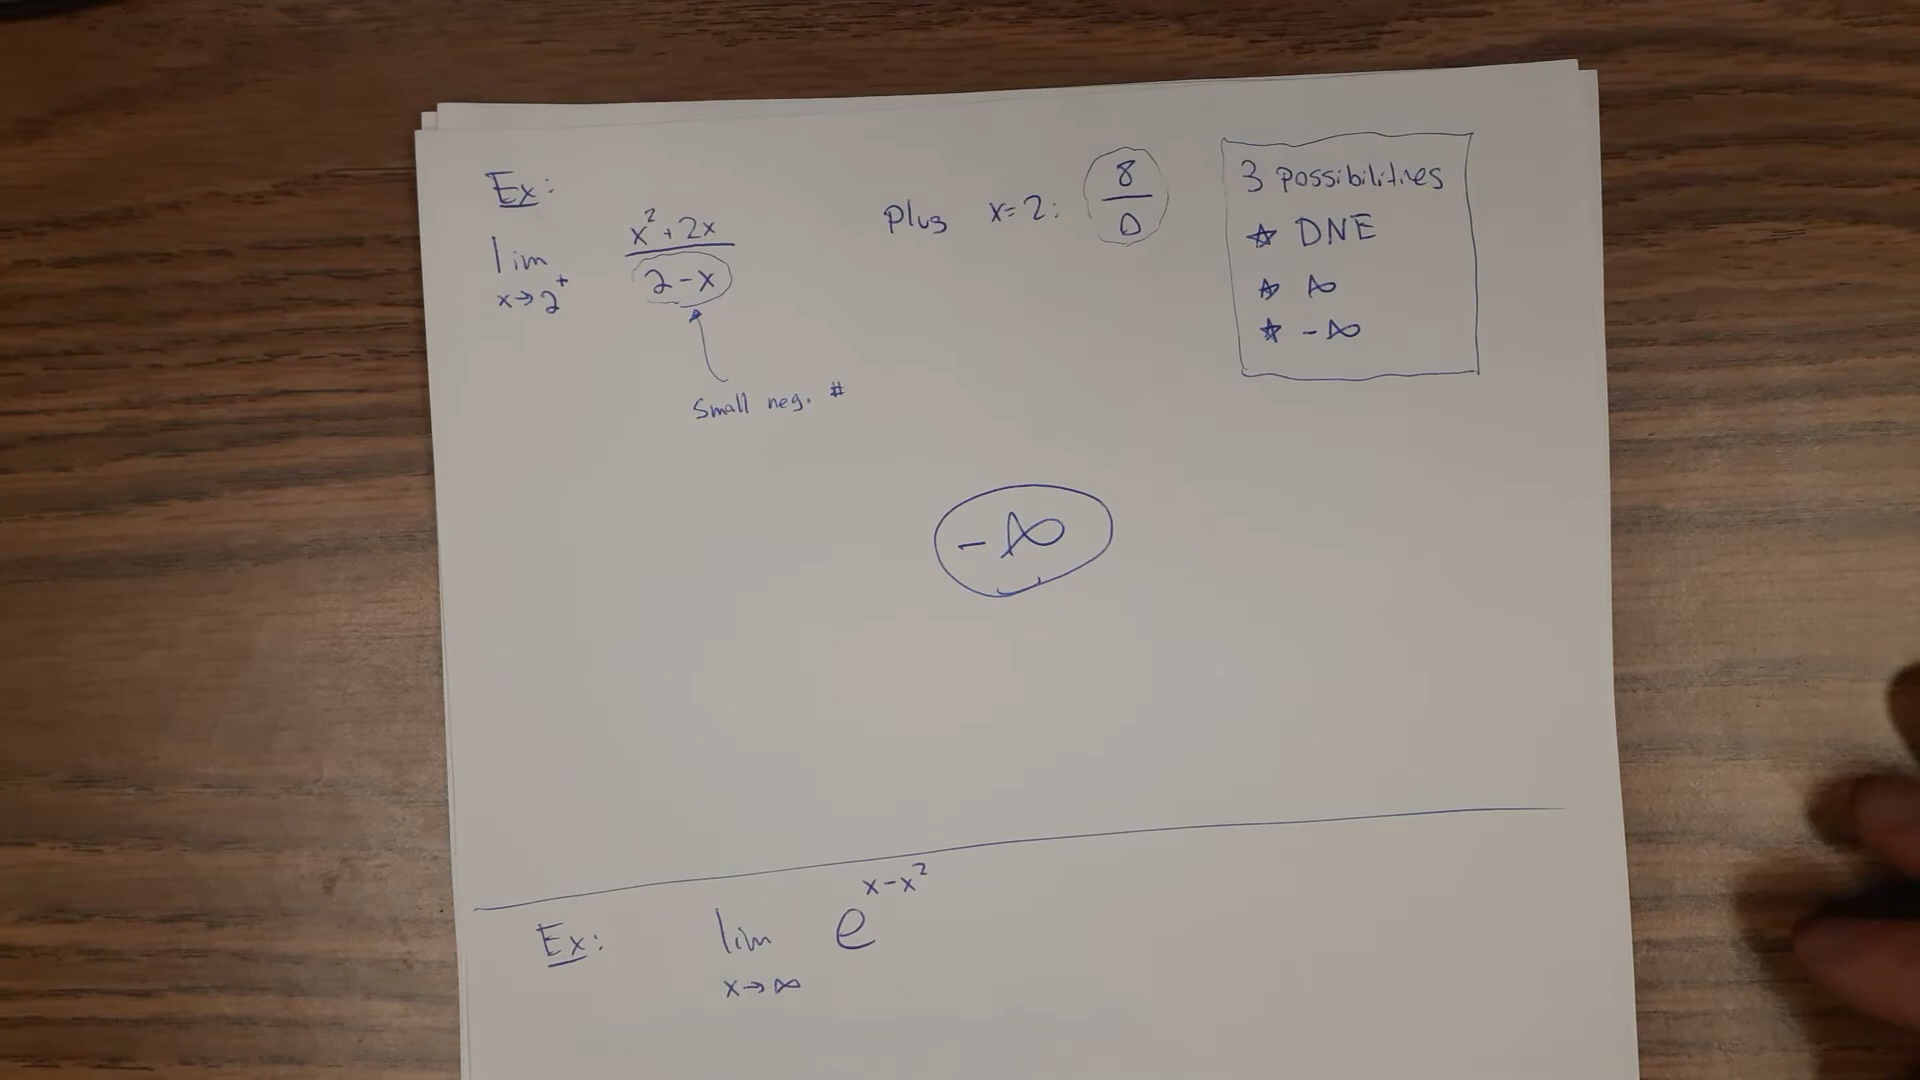 Ex:
lim x→2⁺ (x²+2x)/(2-x)
Small neg. #
Plug x=2: 8/0
3 possibilities
☆ DNE
☆ ∞
☆ -∞
-∞
Ex: lim x→∞ e^(x-x²)